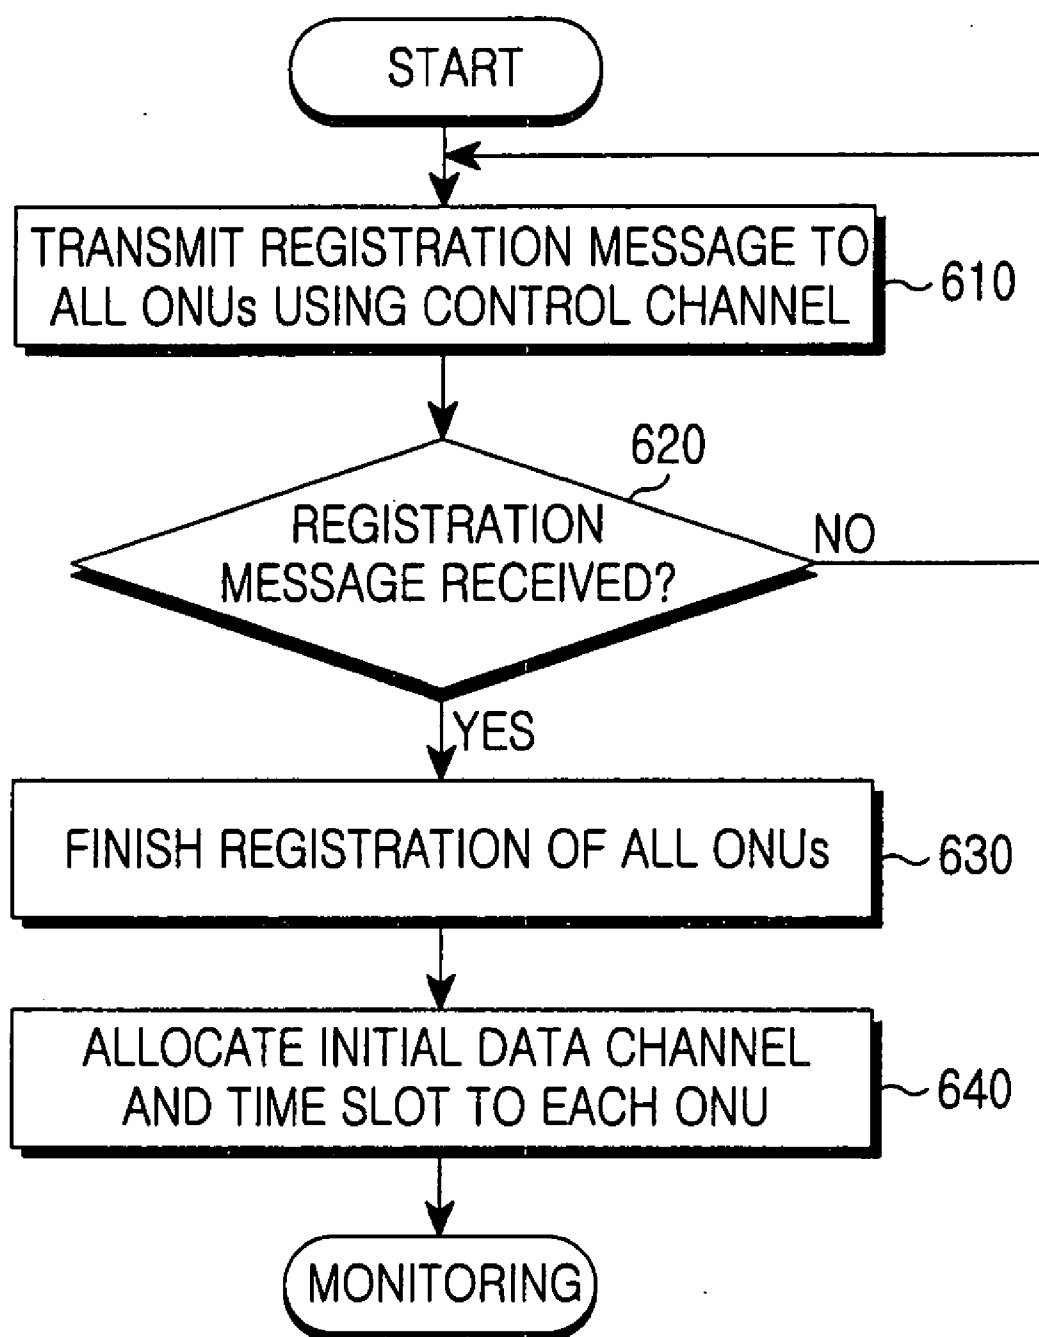 START
TRANSMIT REGISTRATION MESSAGE TO
ALL ONUs USING CONTROL CHANNEL
610
620
REGISTRATION
MESSAGE RECEIVED?
NO
YES
FINISH REGISTRATION OF ALL ONUs
630
ALLOCATE INITIAL DATA CHANNEL
AND TIME SLOT TO EACH ONU
640
MONITORING